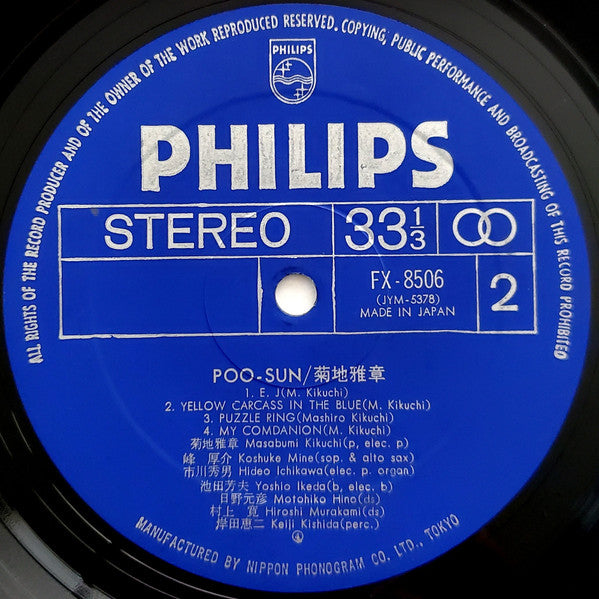 ALL RIGHTS OF THE RECORD PRODUCER AND OF THE OWNER OF THE WORK REPRODUCED RESERVED. COPYING, PUBLIC PERFORMANCE AND BROADCASTING OF THIS RECORD PROHIBITED
PHILIPS
PHILIPS
STEREO
33 1/3
FX-8506
(JYM-5378)
MADE IN JAPAN
2
POO-SUN/菊地雅章
1. E. J(M. Kikuchi)
2. YELLOW CARCASS IN THE BLUE(M. Kikuchi)
3. PUZZLE RING(Mashiro Kikuchi)
4. MY COMDANION(M. Kikuchi)
菊地雅章 Masabumi Kikuchi(p, elec. p)
峰 厚介 Koshuke Mine(sop. & alto sax)
市川秀男 Hideo Ichikawa(elec. p. organ)
池田芳夫 Yoshio Ikeda(b, elec. b)
日野元彦 Motohiko Hino(ds)
村上 寛 Hiroshi Murakami(ds)
岸田恵二 Keiji Kishida(perc.)
MANUFACTURED BY NIPPON PHONOGRAM CO. LTD., TOKYO